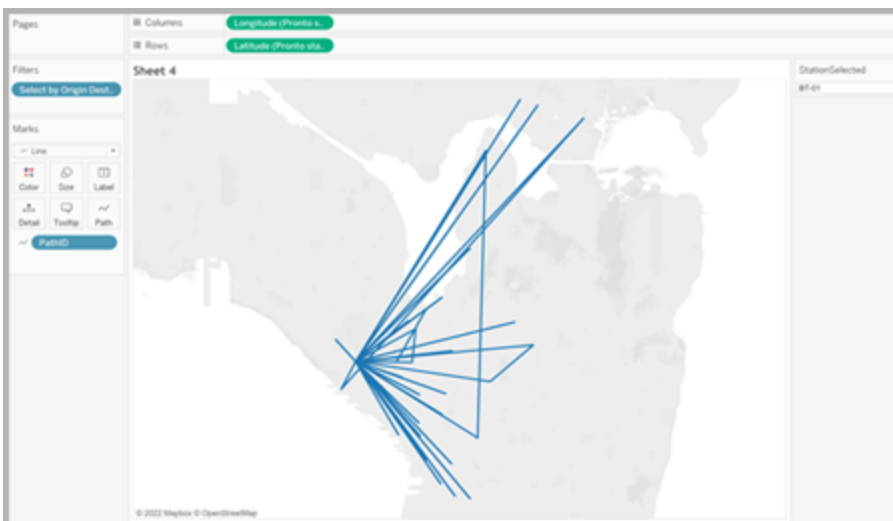 Pages
Columns
Longitude (Pronto s..
Rows
Latitude (Pronto sta..
Filters
Select by Origin Dest..
Sheet 4
StationSelected
BT-01
Marks
Line
Color
Size
Label
Detail
Tooltip
Path
PathID
© 2022 Mapbox © OpenStreetMap